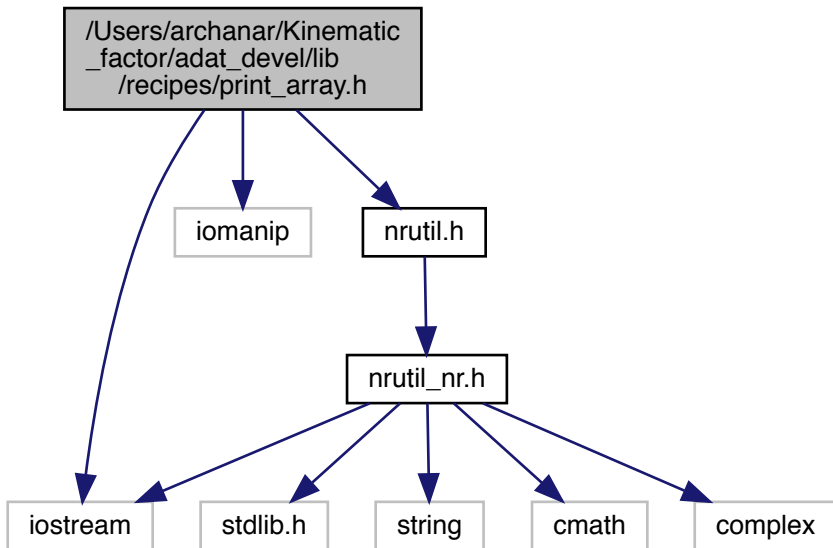 /Users/archanar/Kinematic
_factor/adat_devel/lib
/recipes/print_array.h
iomanip
nrutil.h
nrutil_nr.h
iostream
stdlib.h
string
cmath
complex